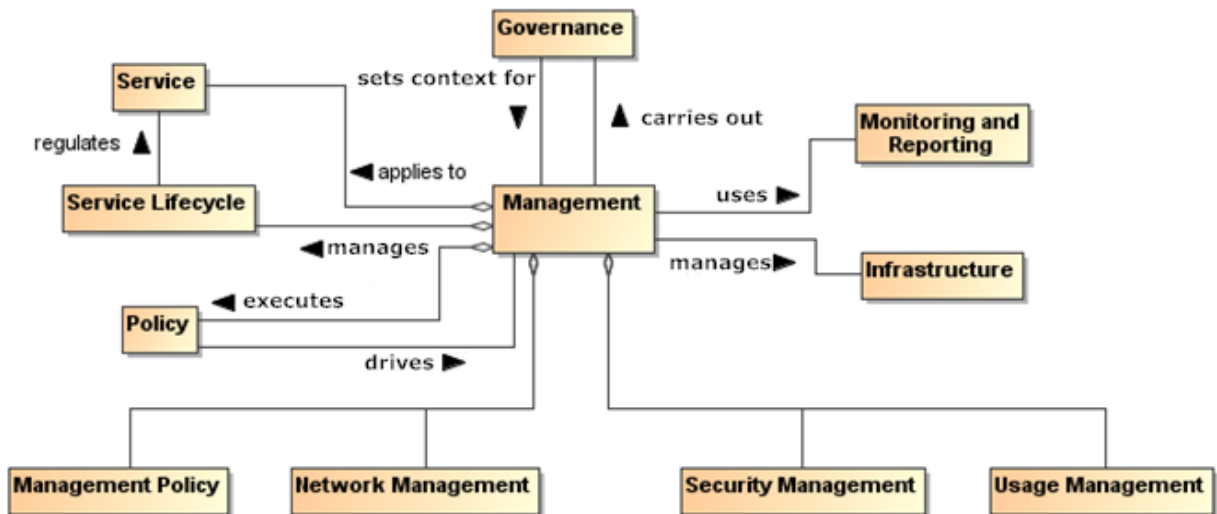 Governance
sets context for
carries out
Service
regulates
applies to
Monitoring and
Reporting
Service Lifecycle
Management
uses
manages
manages
Infrastructure
executes
Policy
drives
Management Policy
Network Management
Security Management
Usage Management